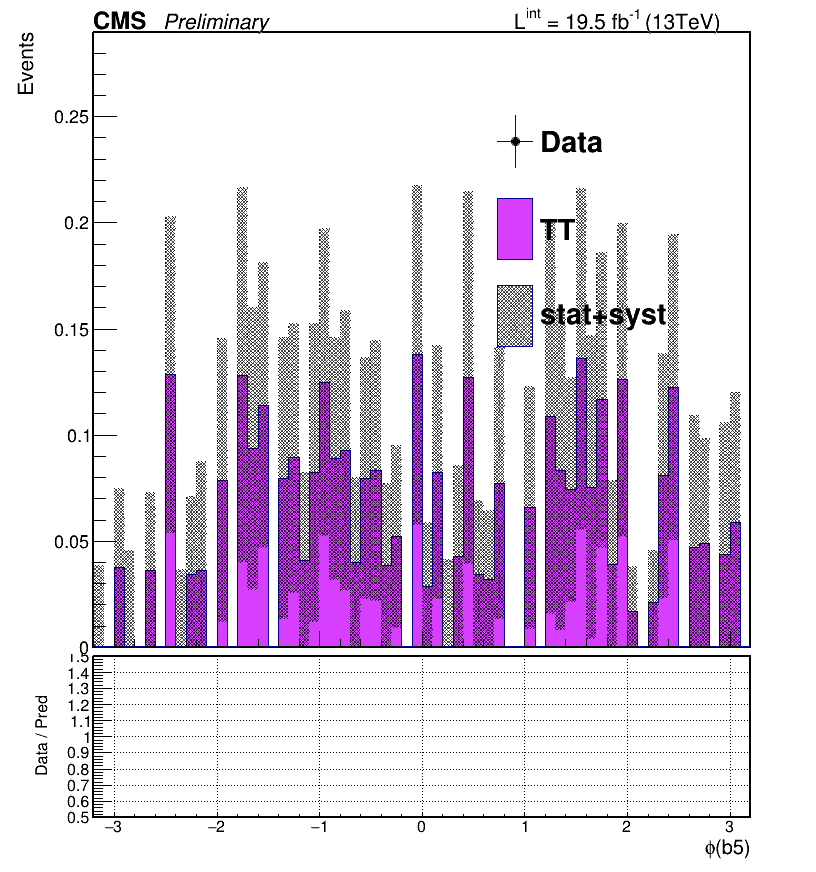 CMS Preliminary L^int = 19.5 fb^-1 (13TeV)
Events
0.25
0.2
0.15
0.1
0.05
0
Data
TT
stat+syst
Data / Pred
1.5
1.4
1.3
1.2
1.1
1
0.9
0.8
0.7
0.6
0.5
−3 −2 −1 0 1 2 3
ϕ(b5)